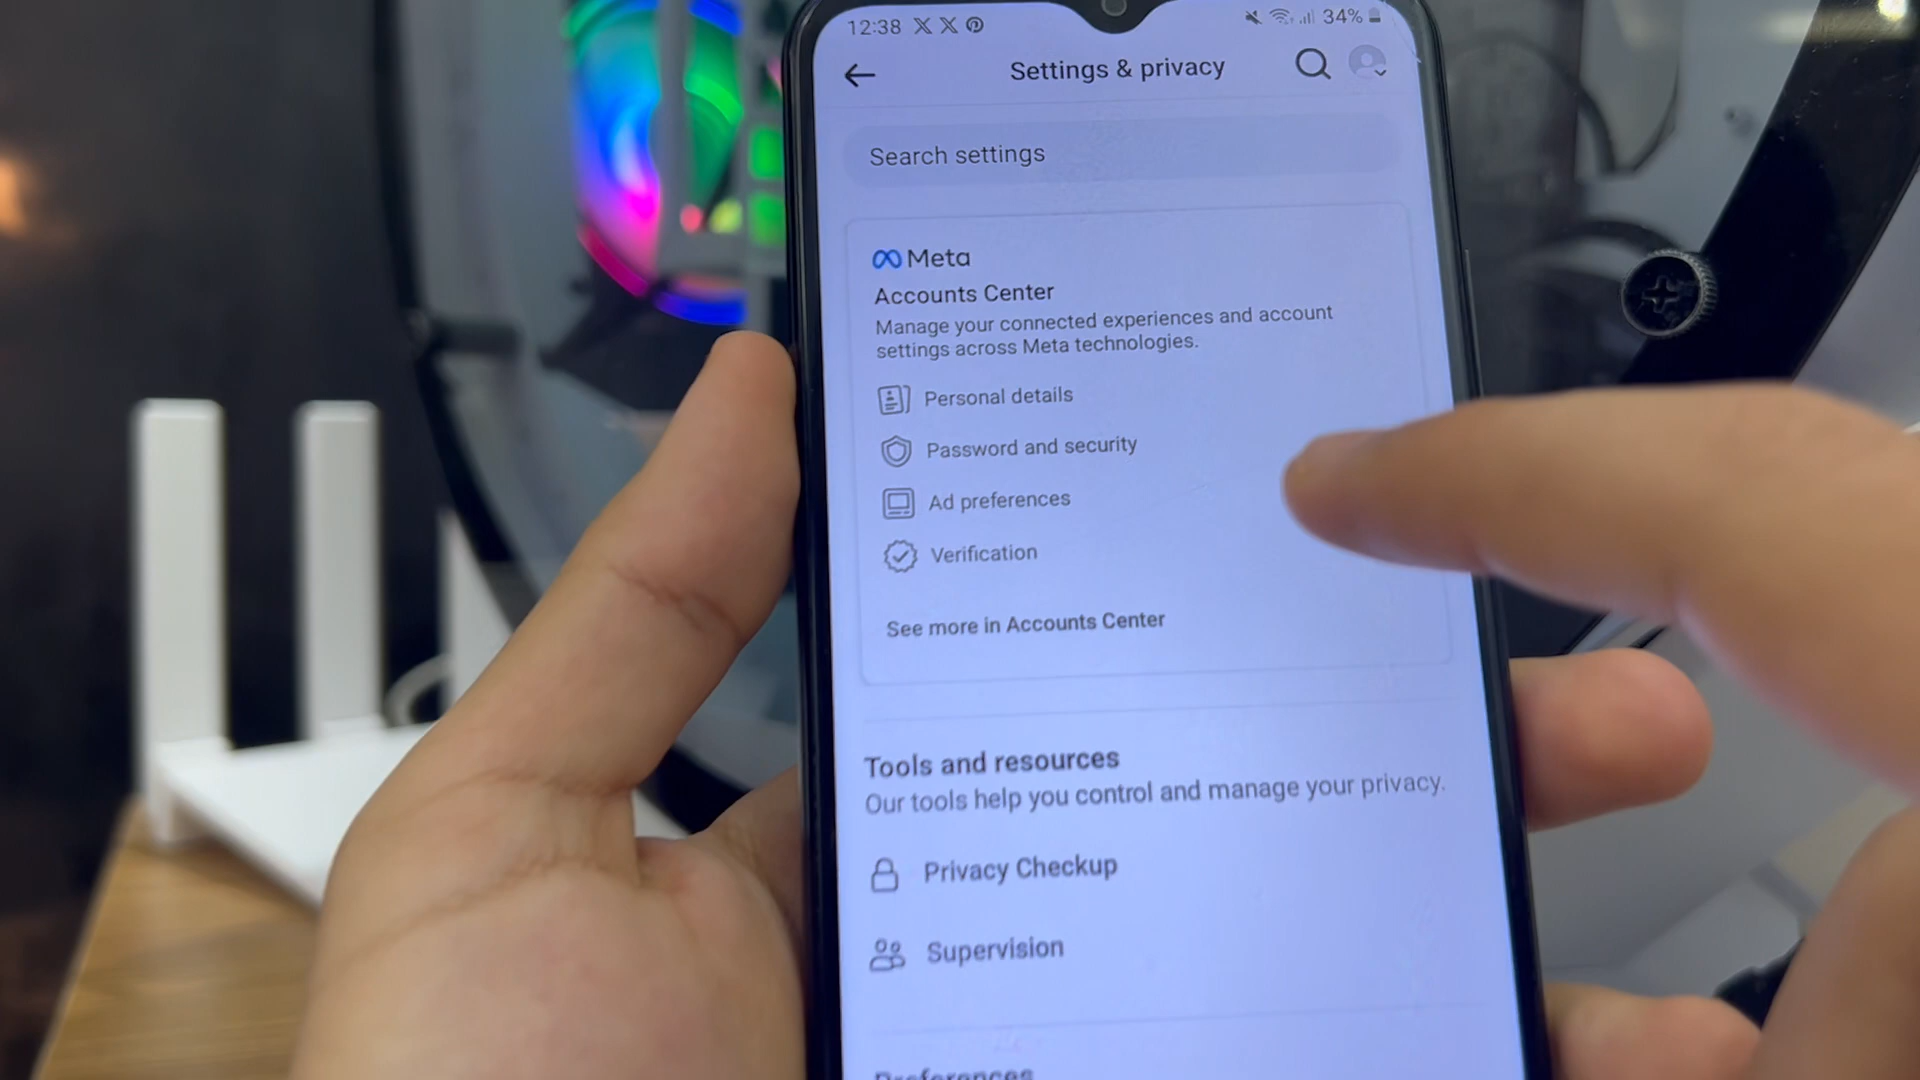 12:38
34%
Settings & privacy
Search settings
Meta
Accounts Center
Manage your connected experiences and account
settings across Meta technologies.
Personal details
Password and security
Ad preferences
Verification
See more in Accounts Center
Tools and resources
Our tools help you control and manage your privacy.
Privacy Checkup
Supervision
Preferences